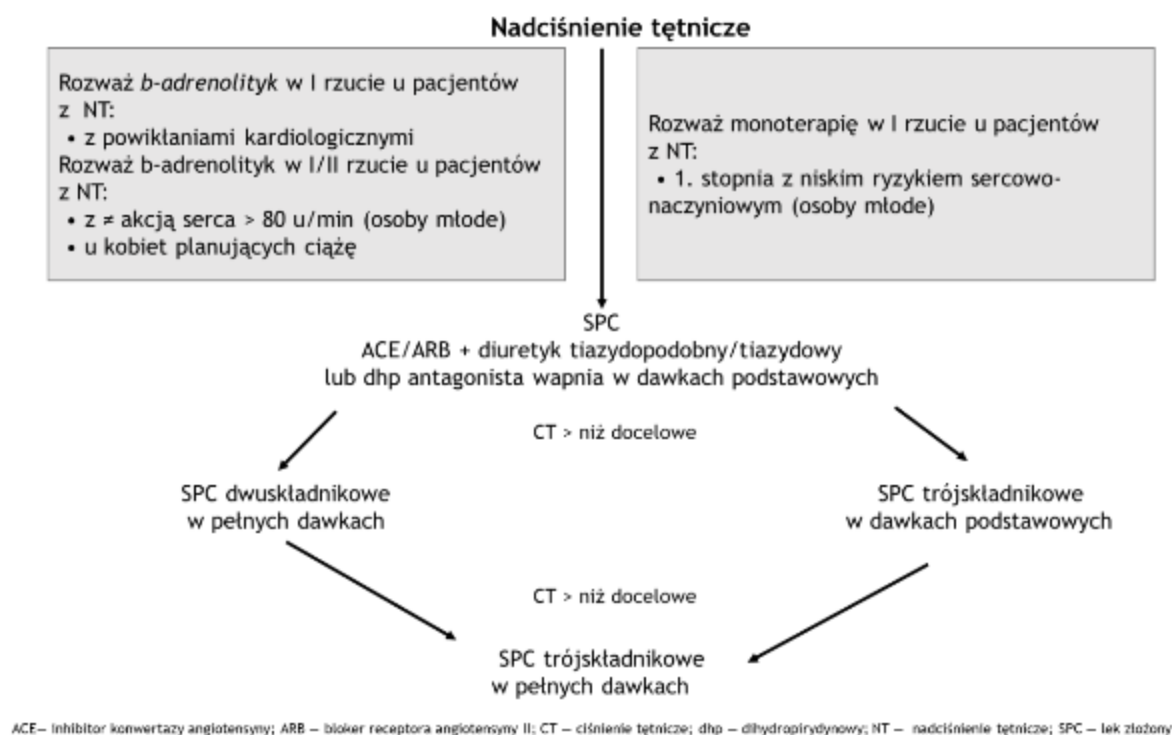 Nadciśnienie tętnicze
Rozważ b-adrenolityk w I rzucie u pacjentów
z NT:
• z powikłaniami kardiologicznymi
Rozważ b-adrenolityk w I/II rzucie u pacjentów
z NT:
• z ≠ akcją serca > 80 u/min (osoby młode)
• u kobiet planujących ciążę
Rozważ monoterapię w I rzucie u pacjentów
z NT:
• 1. stopnia z niskim ryzykiem sercowo-
naczyniowym (osoby młode)
SPC
ACE/ARB + diuretyk tiazydopodobny/tiazydowy
lub dhp antagonista wapnia w dawkach podstawowych
CT > niż docelowe
SPC dwuskładnikowe
w pełnych dawkach
SPC trójskładnikowe
w dawkach podstawowych
CT > niż docelowe
SPC trójskładnikowe
w pełnych dawkach
ACE— inhibitor konwertazy angiotensyny; ARB — bloker receptora angiotensyny II; CT — ciśnienie tętnicze; dhp — dihydropirydynowy; NT — nadciśnienie tętnicze; SPC — lek złożony